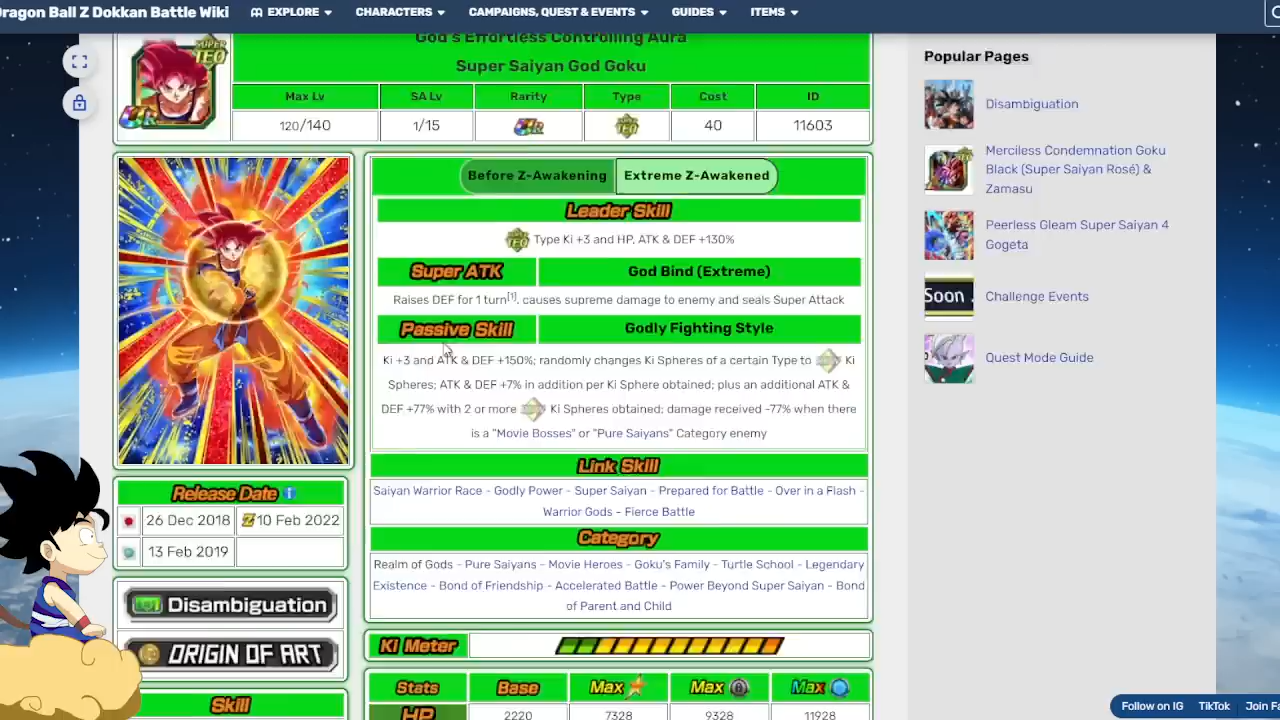 Dragon Ball Z Dokkan Battle Wiki
EXPLORE
CHARACTERS
CAMPAIGNS, QUEST & EVENTS
GUIDES
ITEMS
God's Effortless Controlling Aura
Super Saiyan God Goku
SUPER TEQ
UR
Max Lv
SA Lv
Rarity
Type
Cost
ID
120/140
1/15
UR
TEQ
40
11603
Before Z-Awakening
Extreme Z-Awakened
Leader Skill
TEQ Type Ki +3 and HP, ATK & DEF +130%
Super ATK
God Bind (Extreme)
Raises DEF for 1 turn[1], causes supreme damage to enemy and seals Super Attack
Passive Skill
Godly Fighting Style
Ki +3 and ATK & DEF +150%; randomly changes Ki Spheres of a certain Type to Ki
Spheres; ATK & DEF +7% in addition per Ki Sphere obtained; plus an additional ATK &
DEF +77% with 2 or more Ki Spheres obtained; damage received -77% when there
is a "Movie Bosses" or "Pure Saiyans" Category enemy
Link Skill
Saiyan Warrior Race - Godly Power - Super Saiyan - Prepared for Battle - Over in a Flash -
Warrior Gods - Fierce Battle
Category
Realm of Gods - Pure Saiyans - Movie Heroes - Goku's Family - Turtle School - Legendary
Existence - Bond of Friendship - Accelerated Battle - Power Beyond Super Saiyan - Bond
of Parent and Child
Ki Meter
Stats
Base
Max
Max
Max
HP
2220
7328
9328
11928
Release Date
26 Dec 2018
Z 10 Feb 2022
13 Feb 2019
Disambiguation
ORIGIN OF ART
Skill
Popular Pages
Disambiguation
Merciless Condemnation Goku
Black (Super Saiyan Rosé) &
Zamasu
Peerless Gleam Super Saiyan 4
Gogeta
Soon
Challenge Events
Quest Mode Guide
Follow on IG
TikTok
Join F